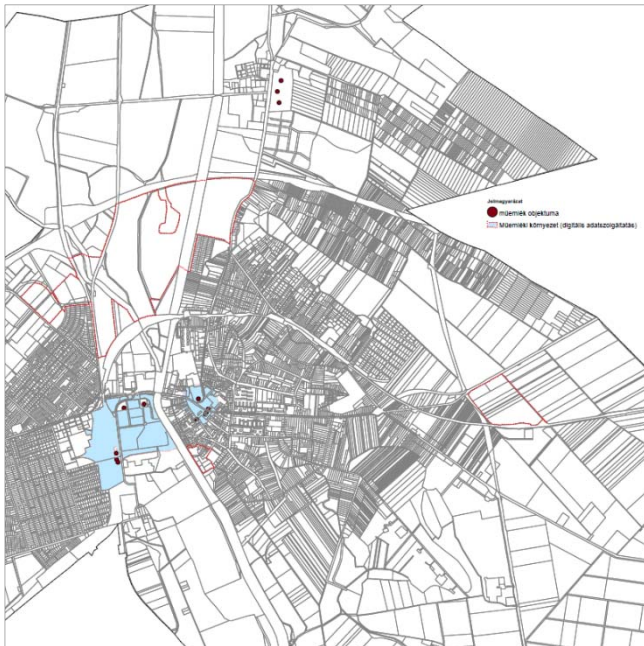 Jelmagyarázat
műemlék objektuma
Műemléki környezet (digitális adatszolgáltatás)